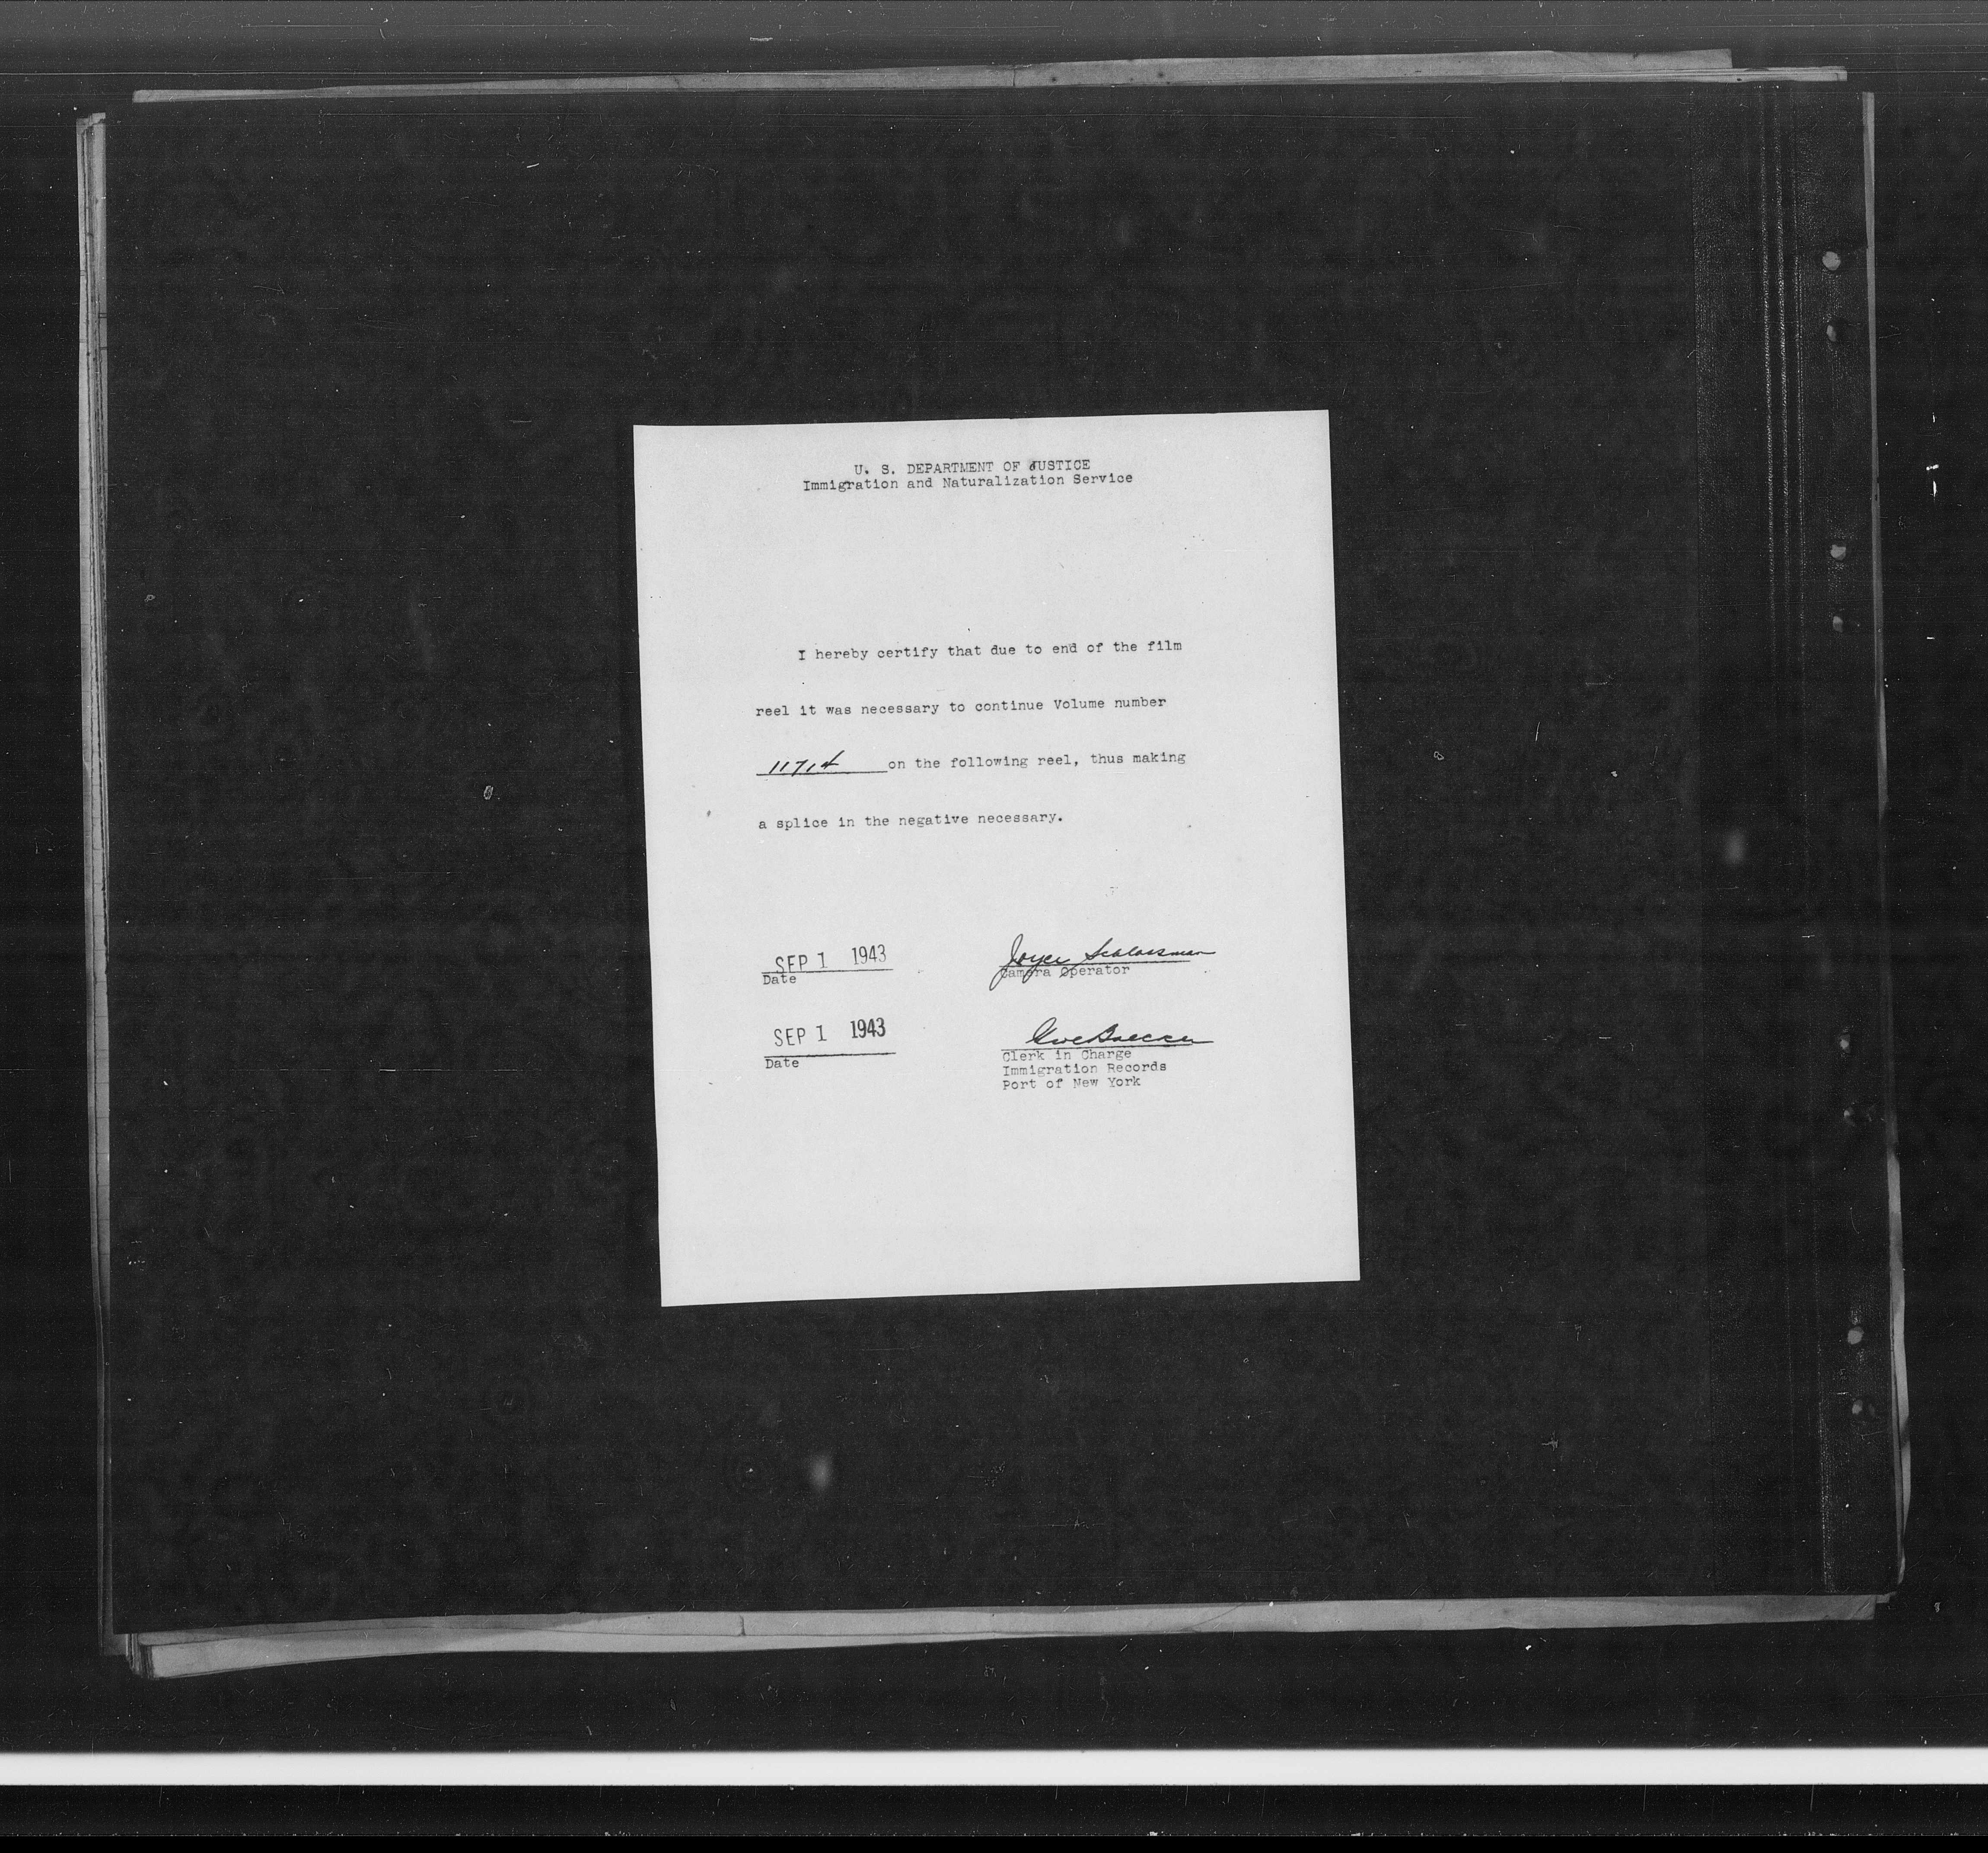 U. S. DEPARTMENT OF JUSTICE
Immigration and Naturalization Service
I hereby certify that due to end of the film
reel it was necessary to continue Volume number
11714 on the following reel, thus making
a splice in the negative necessary.
SEP 1 1943
Date
Joyce Schlossman
Camera Operator
SEP 1 1943
Date
Clerk in Charge
Immigration Records
Port of New York